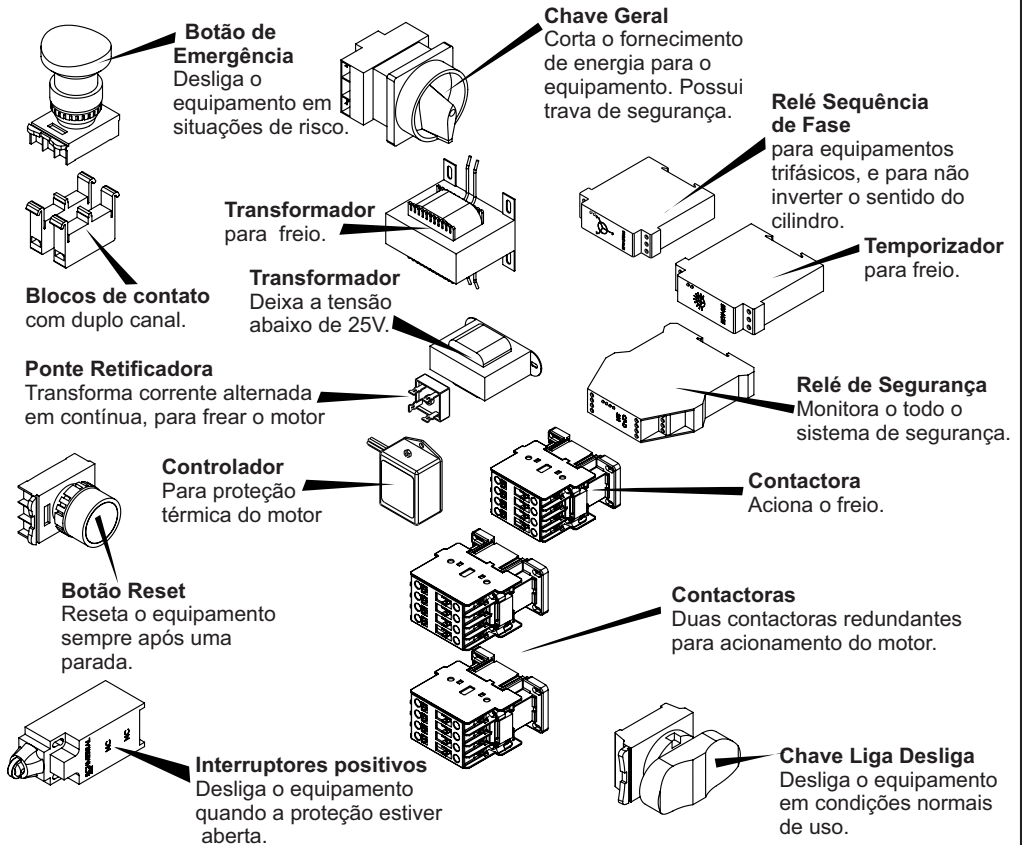 Botão de
Emergência
Desliga o
equipamento em
situações de risco.
Chave Geral
Corta o fornecimento
de energia para o
equipamento. Possui
trava de segurança.
Relé Sequência
de Fase
para equipamentos
trifásicos, e para não
inverter o sentido do
cilindro.
Transformador
para freio.
Temporizador
para freio.
Blocos de contato
com duplo canal.
Transformador
Deixa a tensão
abaixo de 25V.
Ponte Retificadora
Transforma corrente alternada
em contínua, para frear o motor
Relé de Segurança
Monitora o todo o
sistema de segurança.
Controlador
Para proteção
térmica do motor
Contactora
Aciona o freio.
Botão Reset
Reseta o equipamento
sempre após uma
parada.
Contactoras
Duas contactoras redundantes
para acionamento do motor.
NC
NC
Interruptores positivos
Desliga o equipamento
quando a proteção estiver
aberta.
Chave Liga Desliga
Desliga o equipamento
em condições normais
de uso.